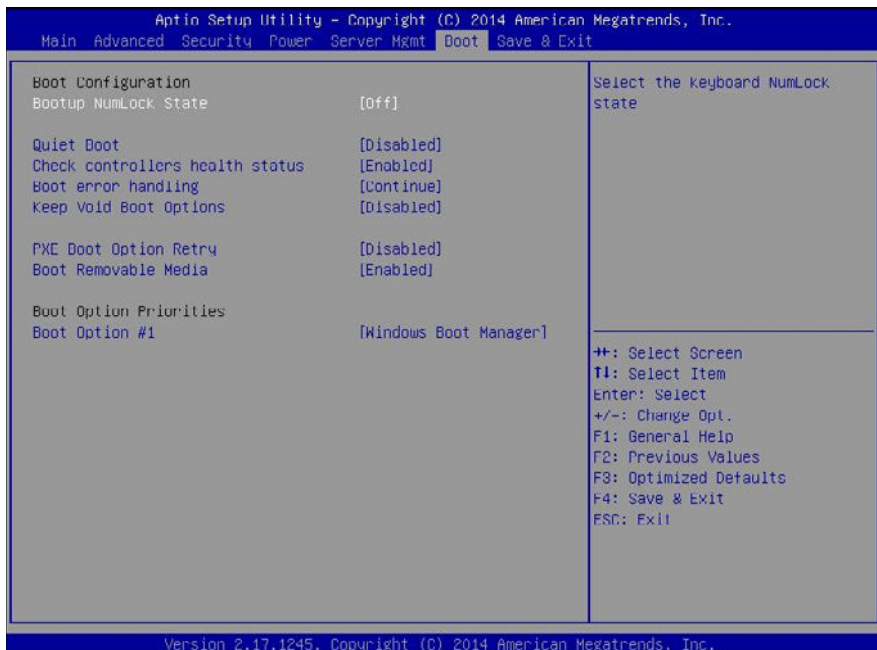 Aptio Setup Utility – Copyright (C) 2014 American Megatrends, Inc.
Main Advanced Security Power Server Mgmt Boot Save & Exit
Boot Configuration
Bootup NumLock State [Off]
Quiet Boot [Disabled]
Check controllers health status [Enabled]
Boot error handling [Continue]
Keep Void Boot Options [Disabled]
PXE Boot Option Retry [Disabled]
Boot Removable Media [Enabled]
Boot Option Priorities
Boot Option #1 [Windows Boot Manager]
Select the keyboard NumLock
state
→←: Select Screen
↑↓: Select Item
Enter: Select
+/-: Change Opt.
F1: General Help
F2: Previous Values
F3: Optimized Defaults
F4: Save & Exit
ESC: Exit
Version 2.17.1245. Copyright (C) 2014 American Megatrends, Inc.